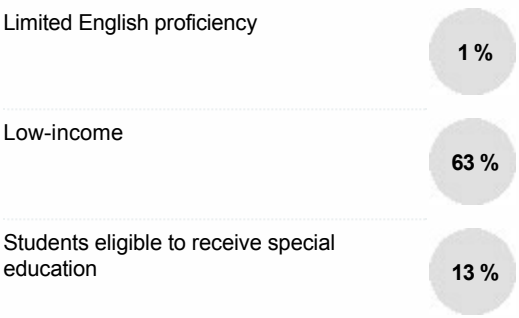 Limited English proficiency
1 %
Low-income
63 %
Students eligible to receive special
education
13 %